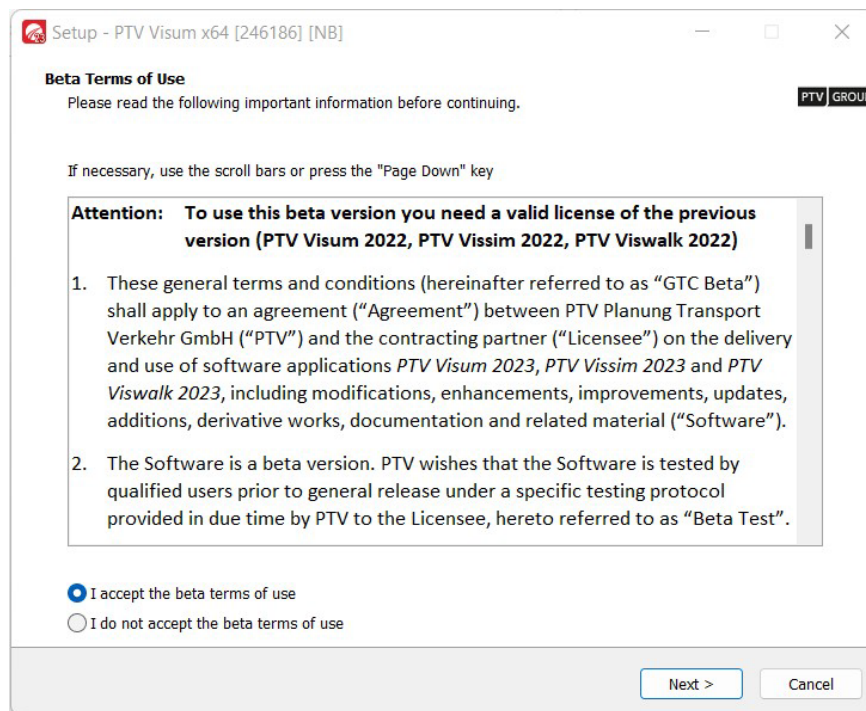 Setup - PTV Visum x64 [246186] [NB]
Beta Terms of Use
Please read the following important information before continuing.
PTV GROUP
If necessary, use the scroll bars or press the "Page Down" key
Attention: To use this beta version you need a valid license of the previous
version (PTV Visum 2022, PTV Vissim 2022, PTV Viswalk 2022)
1. These general terms and conditions (hereinafter referred to as “GTC Beta”)
shall apply to an agreement (“Agreement”) between PTV Planung Transport
Verkehr GmbH (“PTV”) and the contracting partner (“Licensee”) on the delivery
and use of software applications PTV Visum 2023, PTV Vissim 2023 and PTV
Viswalk 2023, including modifications, enhancements, improvements, updates,
additions, derivative works, documentation and related material (“Software”).
2. The Software is a beta version. PTV wishes that the Software is tested by
qualified users prior to general release under a specific testing protocol
provided in due time by PTV to the Licensee, hereto referred to as “Beta Test”.
I accept the beta terms of use
I do not accept the beta terms of use
Next >
Cancel